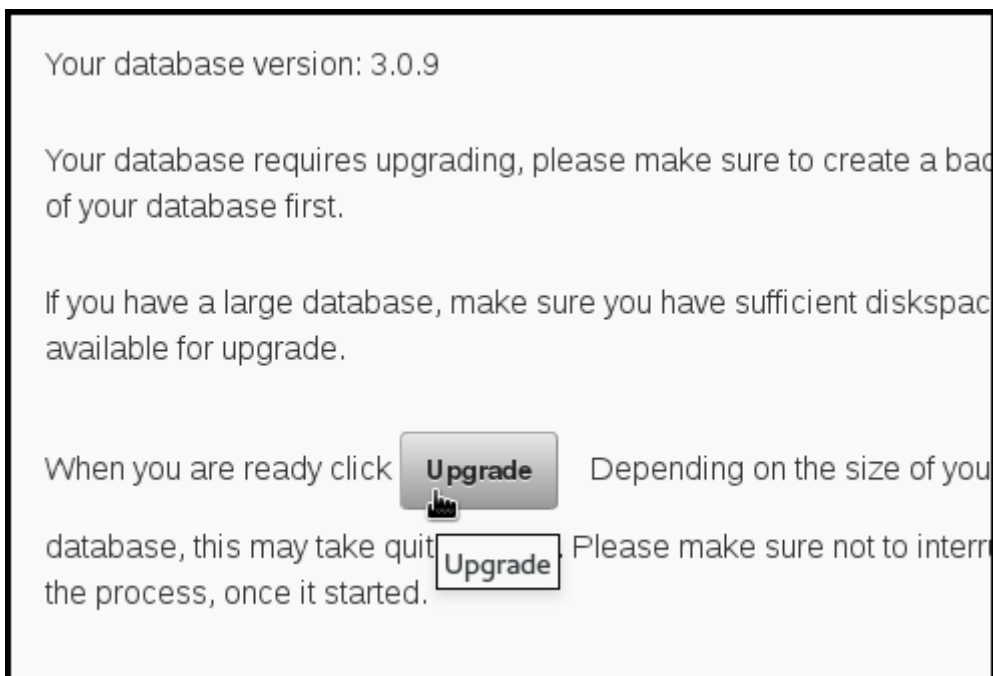 Your database version: 3.0.9
Your database requires upgrading, please make sure to create a bac
of your database first.
If you have a large database, make sure you have sufficient diskspac
available for upgrade.
When you are ready click Upgrade Depending on the size of you
database, this may take quit . Please make sure not to interr
Upgrade
the process, once it started.